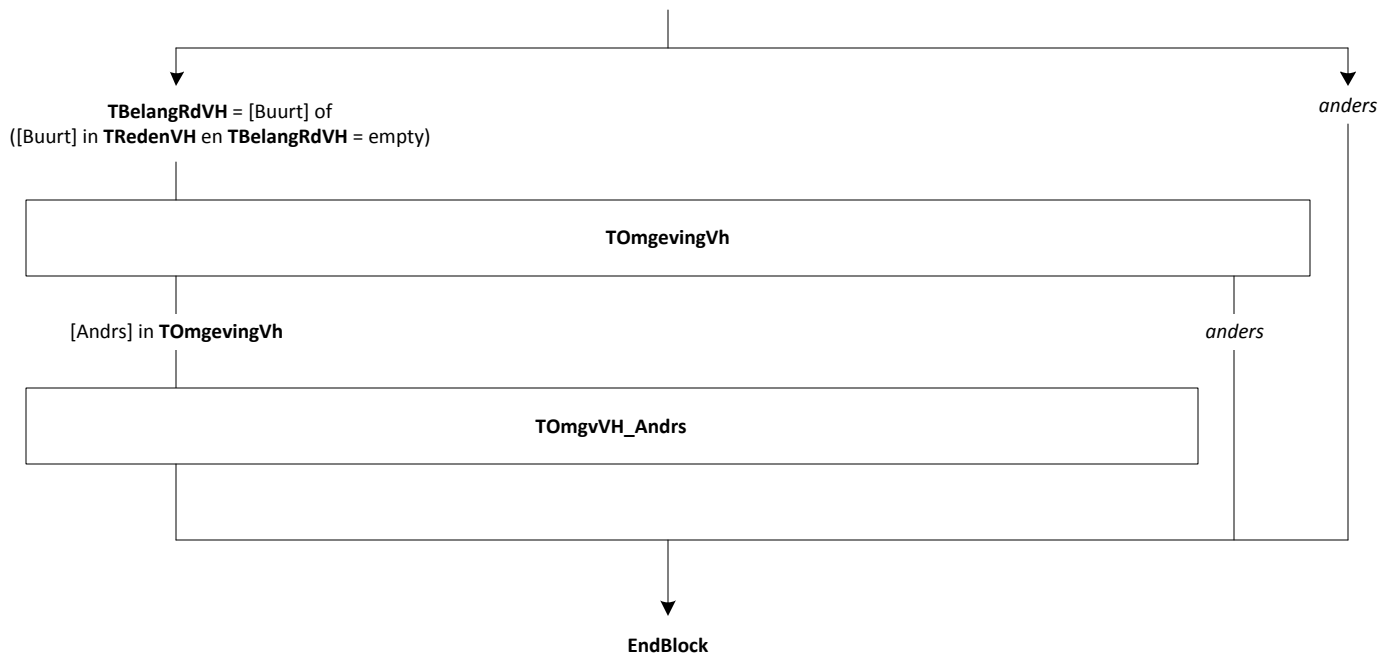 TBelangRdVH = [Buurt] of
([Buurt] in TRedenVH en TBelangRdVH = empty)
anders
TOmgevingVh
[Andrs] in TOmgevingVh
anders
TOmgvVH_Andrs
EndBlock